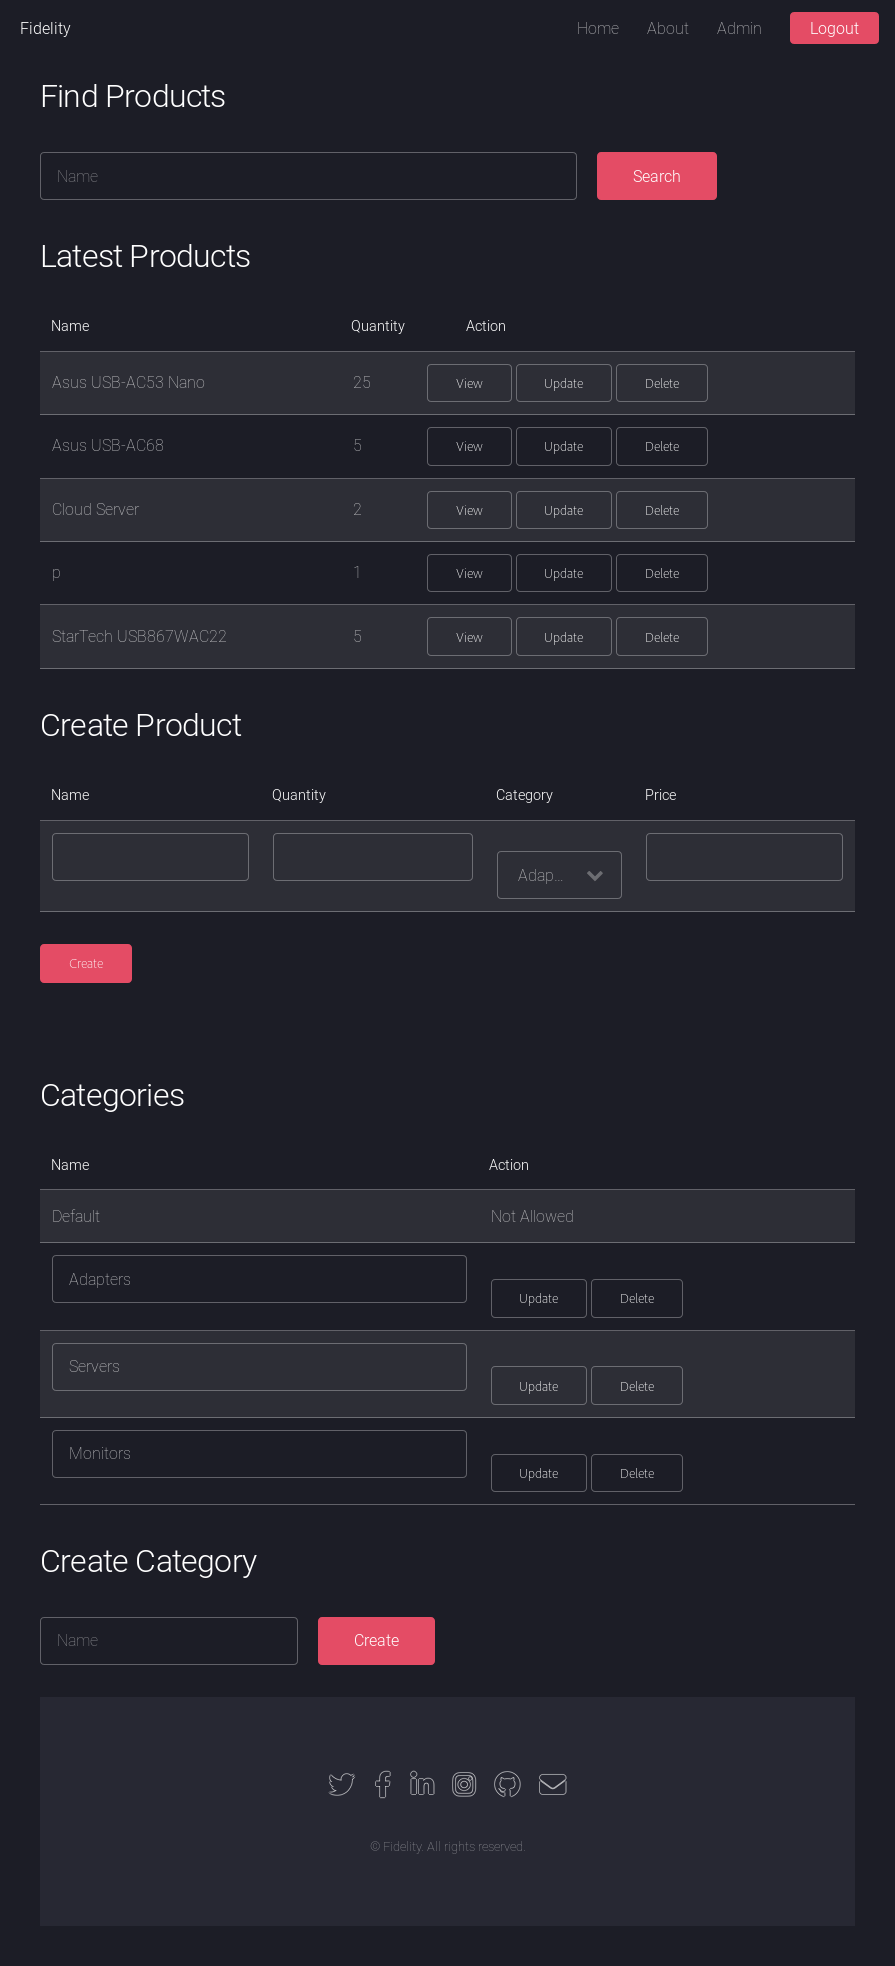 Fidelity Home About Admin Logout
Find Products
Name Search
Latest Products
Name Quantity Action
Asus USB-AC53 Nano 25 View Update Delete
Asus USB-AC68 5 View Update Delete
Cloud Server 2 View Update Delete
p 1 View Update Delete
StarTech USB867WAC22 5 View Update Delete
Create Product
Name Quantity Category Price
Adap...
Create
Categories
Name Action
Default Not Allowed
Adapters Update Delete
Servers Update Delete
Monitors Update Delete
Create Category
Name Create
© Fidelity. All rights reserved.